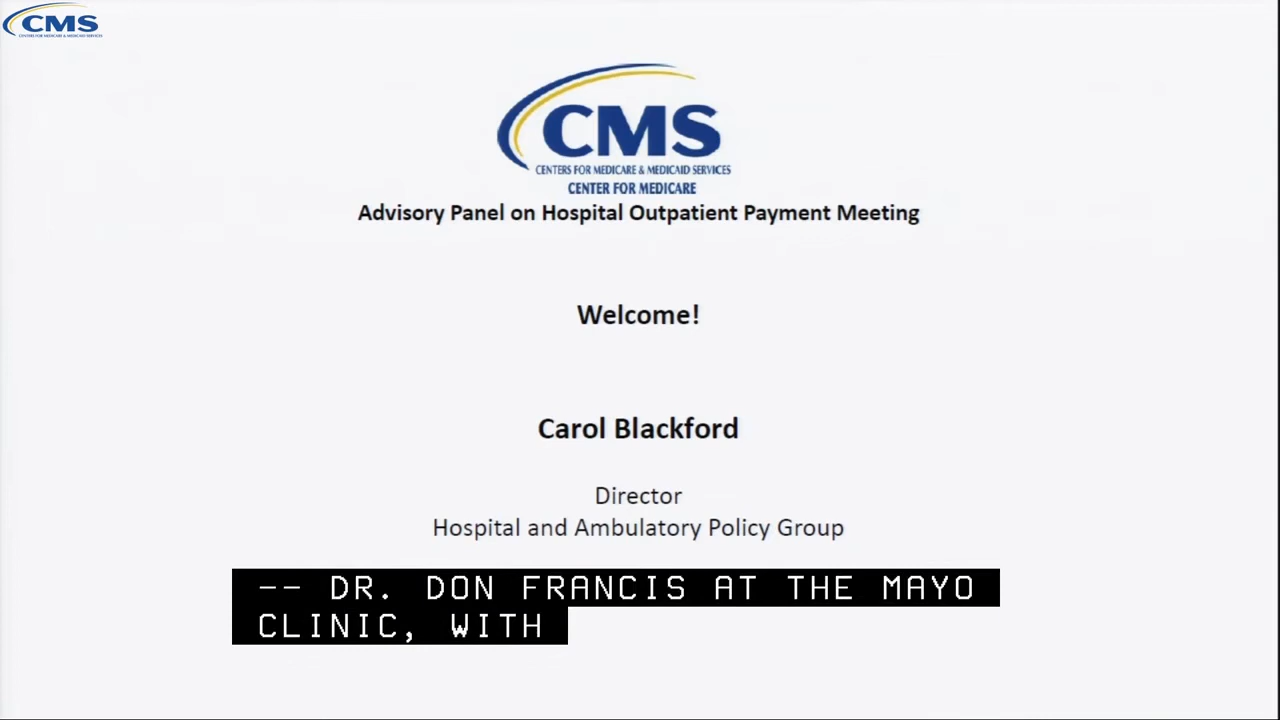 CMS
CENTERS FOR MEDICARE & MEDICAID SERVICES
CMS
CENTERS FOR MEDICARE & MEDICAID SERVICES
CENTER FOR MEDICARE
Advisory Panel on Hospital Outpatient Payment Meeting
Welcome!
Carol Blackford
Director
Hospital and Ambulatory Policy Group
-- DR. DON FRANCIS AT THE MAYO
CLINIC, WITH